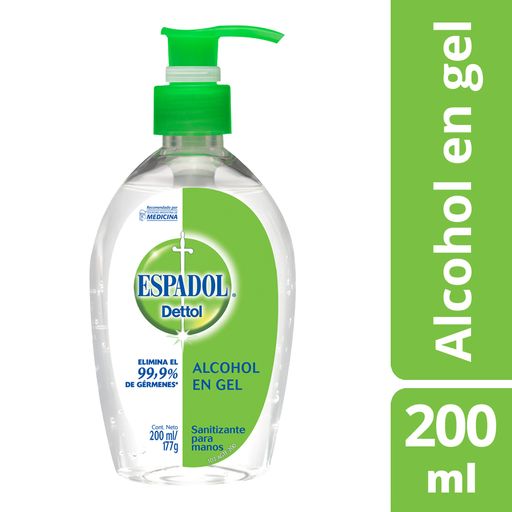 Recomendado por
MEDICINA
ESPADOL®
Dettol
ELIMINA EL
99,9%
DE GÉRMENES*
ALCOHOL
EN GEL
Cont. Neto
200 ml/
177g
Sanitizante
para
manos
Alcohol en gel
200
ml